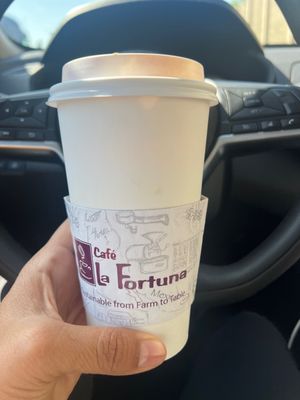 Café
La Fortuna
Sustainable from Farm to Table